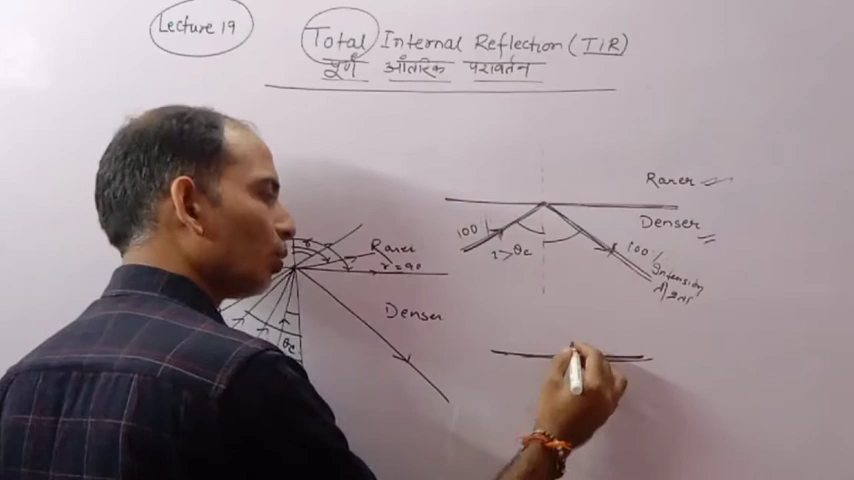 Lecture 19
Total Internal Reflection (TIR)
पूर्ण आंतरिक परावर्तन
Rarer
Denser
100
i>θc
100%
Intensity
Rarer
r=90
Denser
θc